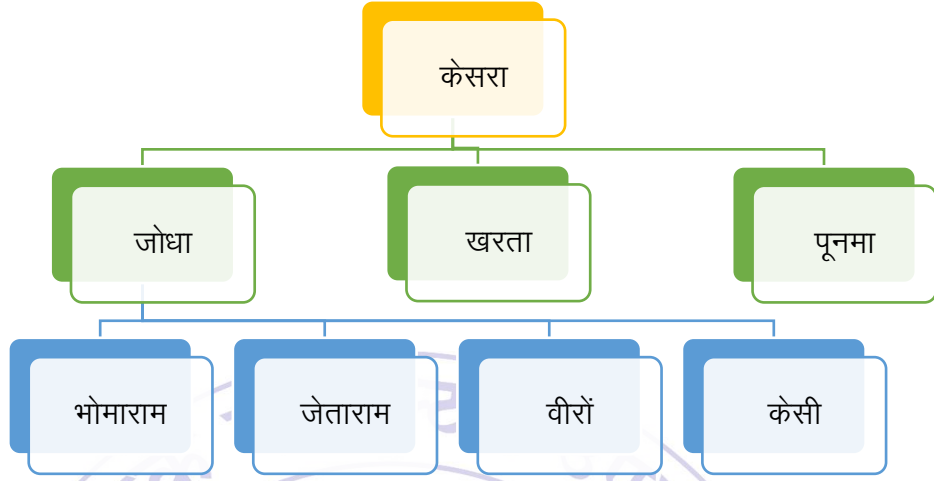 केसरा
जोधा
खरता
पूनमा
भोमाराम
जेताराम
वीरों
केसी